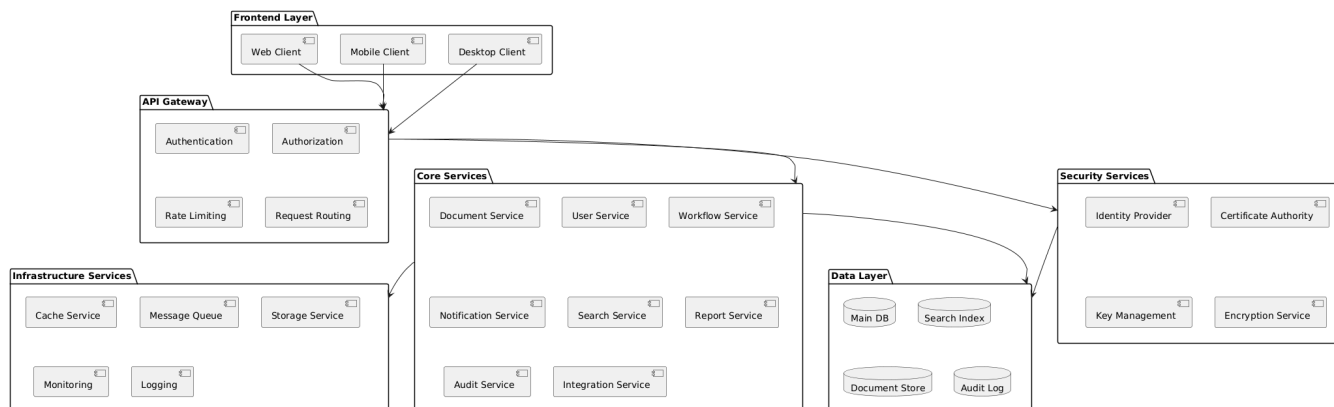 Frontend Layer
Web Client
Mobile Client
Desktop Client
API Gateway
Authentication
Authorization
Rate Limiting
Request Routing
Core Services
Document Service
User Service
Workflow Service
Notification Service
Search Service
Report Service
Audit Service
Integration Service
Security Services
Identity Provider
Certificate Authority
Key Management
Encryption Service
Infrastructure Services
Cache Service
Message Queue
Storage Service
Monitoring
Logging
Data Layer
Main DB
Search Index
Document Store
Audit Log